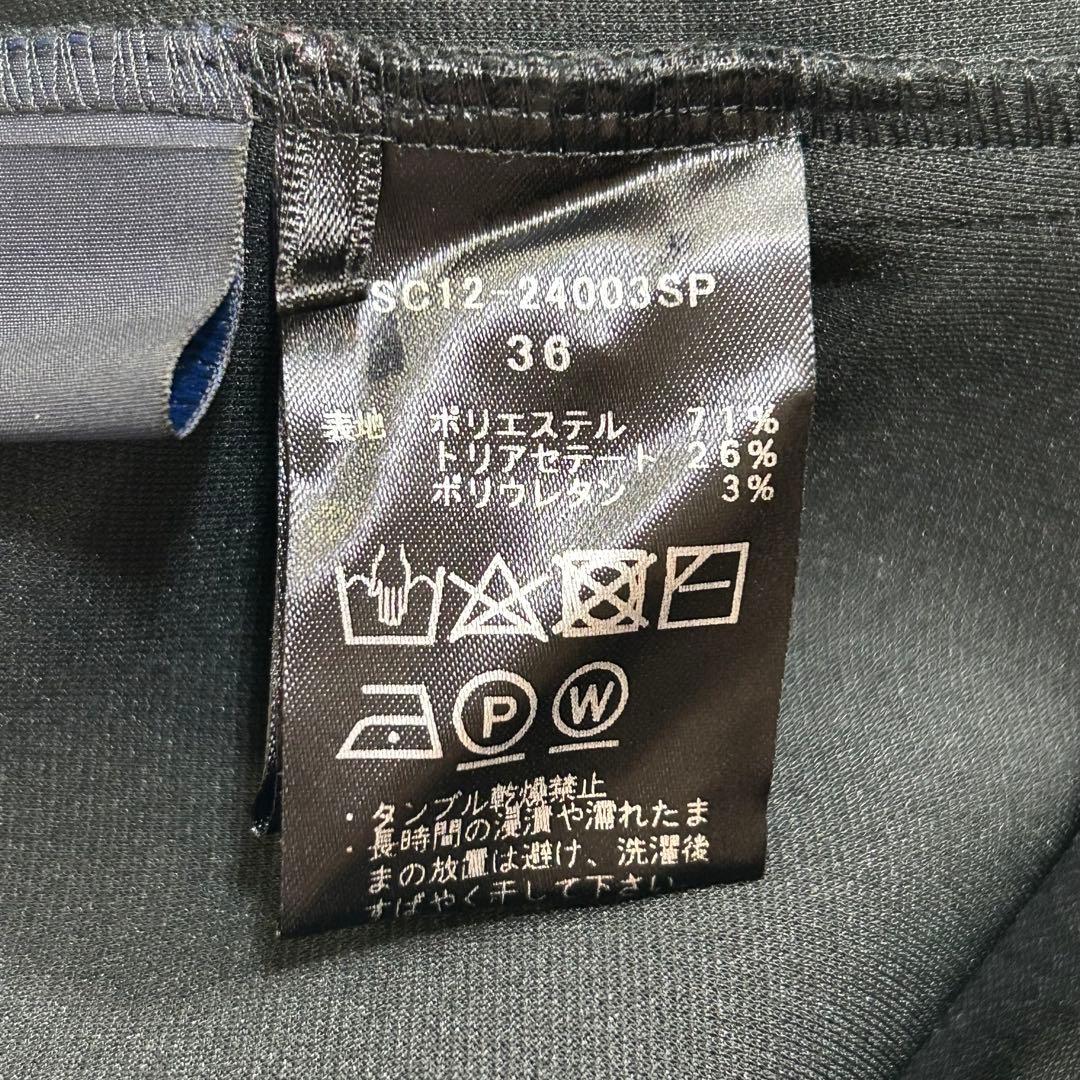 SC12-24003SP
36
表地 ポリエステル 71%
トリアセテート 26%
ポリウレタン 3%
P W
・タンブル乾燥禁止
・長時間の浸漬や濡れたま
まの放置は避け、洗濯後
すばやく干して下さい